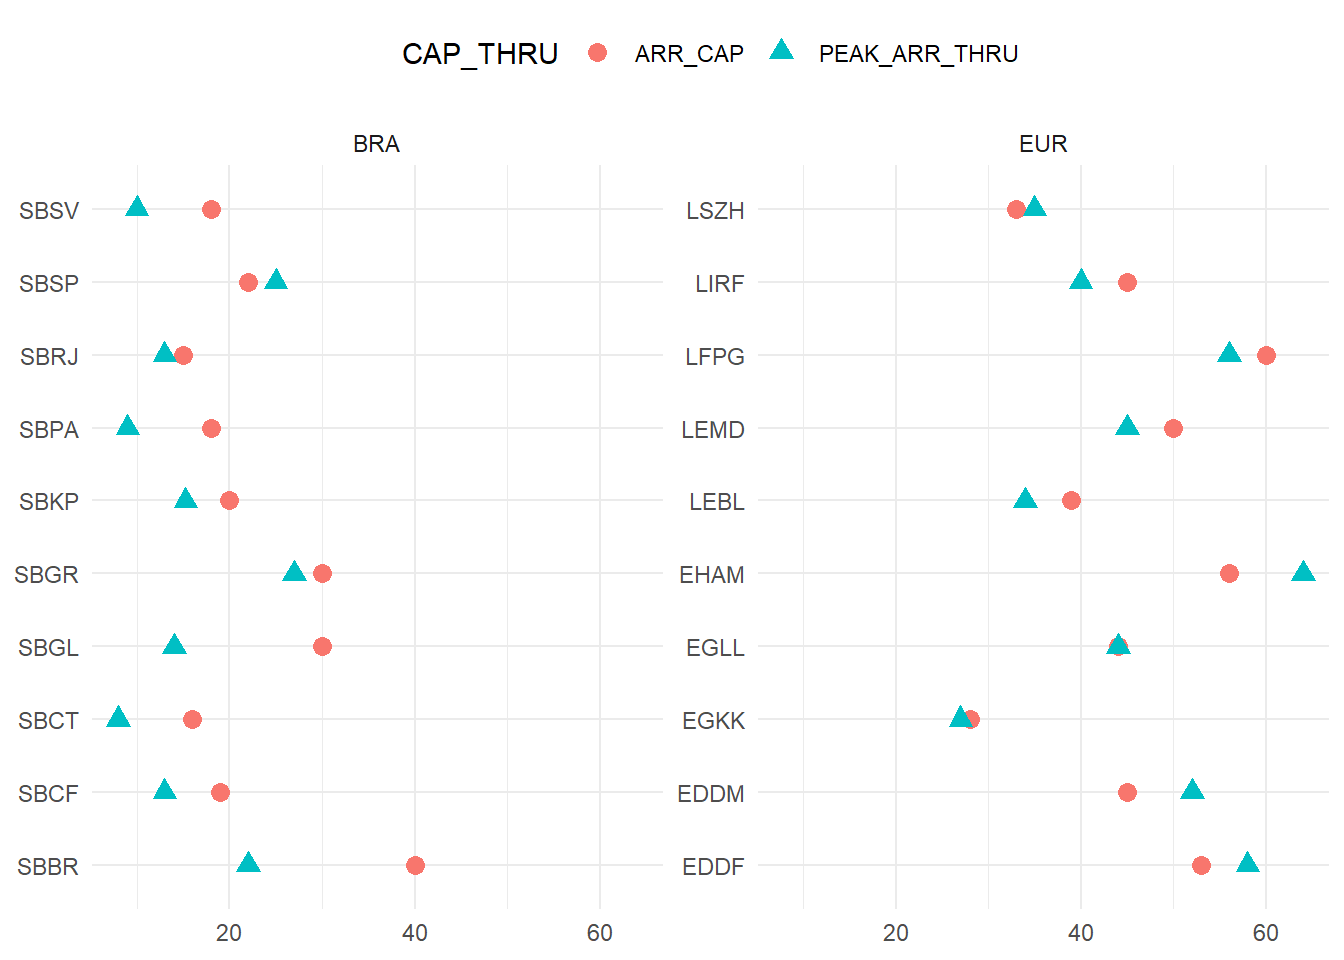 CAP_THRU ARR_CAP PEAK_ARR_THRU
BRA
EUR
SBSV
SBSP
SBRJ
SBPA
SBKP
SBGR
SBGL
SBCT
SBCF
SBBR
20 40 60
LSZH
LIRF
LFPG
LEMD
LEBL
EHAM
EGLL
EGKK
EDDM
EDDF
20 40 60